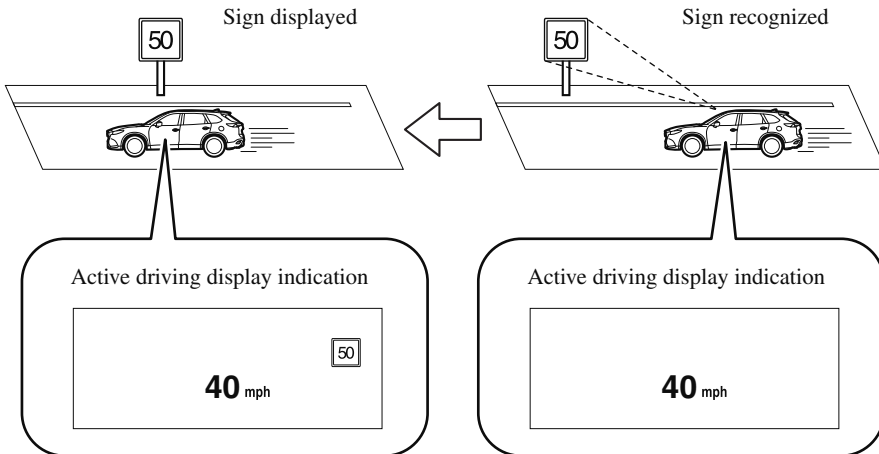 Sign displayed
Sign recognized
50
50
Active driving display indication
Active driving display indication
50
40 mph
40 mph